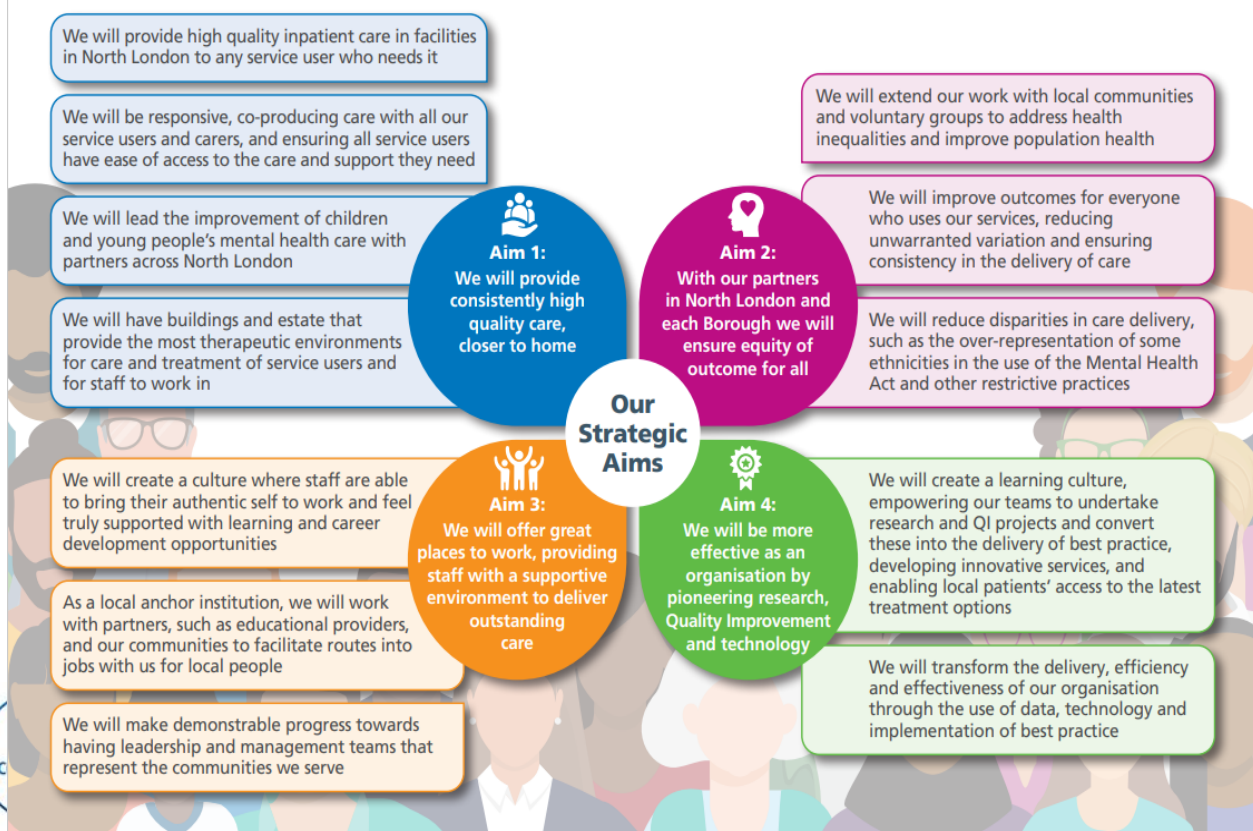 We will provide high quality inpatient care in facilities
in North London to any service user who needs it
We will be responsive, co-producing care with all our
service users and carers, and ensuring all service users
have ease of access to the care and support they need
We will lead the improvement of children
and young people's mental health care with
partners across North London
We will have buildings and estate that
provide the most therapeutic environments
for care and treatment of service users and
for staff to work in
Aim 1:
We will provide
consistently high
quality care,
closer to home
Aim 2:
With our partners
in North London and
each Borough we will
ensure equity of
outcome for all
We will extend our work with local communities
and voluntary groups to address health
inequalities and improve population health
We will improve outcomes for everyone
who uses our services, reducing
unwarranted variation and ensuring
consistency in the delivery of care
We will reduce disparities in care delivery,
such as the over-representation of some
ethnicities in the use of the Mental Health
Act and other restrictive practices
Our
Strategic
Aims
We will create a culture where staff are able
to bring their authentic self to work and feel
truly supported with learning and career
development opportunities
As a local anchor institution, we will work
with partners, such as educational providers,
and our communities to facilitate routes into
jobs with us for local people
We will make demonstrable progress towards
having leadership and management teams that
represent the communities we serve
Aim 3:
We will offer great
places to work, providing
staff with a supportive
environment to deliver
outstanding
care
Aim 4:
We will be more
effective as an
organisation by
pioneering research,
Quality Improvement
and technology
We will create a learning culture,
empowering our teams to undertake
research and QI projects and convert
these into the delivery of best practice,
developing innovative services, and
enabling local patients' access to the latest
treatment options
We will transform the delivery, efficiency
and effectiveness of our organisation
through the use of data, technology and
implementation of best practice